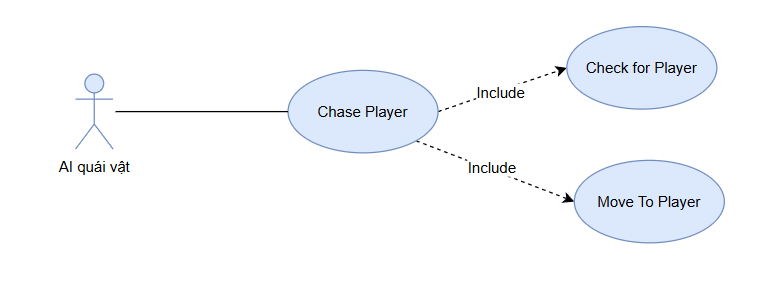 Check for Player
Include
Chase Player
AI quái vật
Include
Move To Player